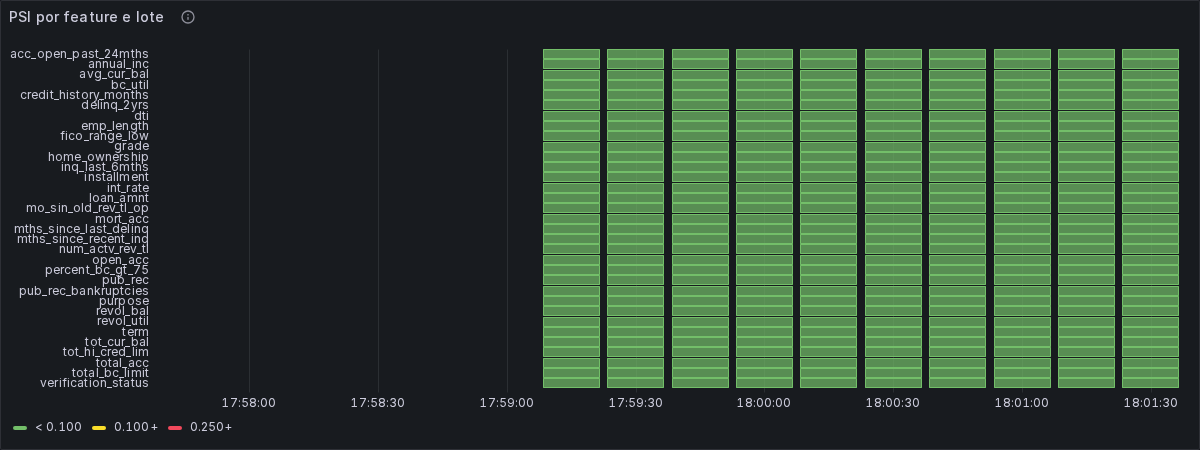 PSI por feature e lote
acc_open_past_24mths
annual_inc
avg_cur_bal
bc_util
credit_history_months
delinq_2yrs
dti
emp_length
fico_range_low
grade
home_ownership
inq_last_6mths
installment
int_rate
loan_amnt
mo_sin_old_rev_tl_op
mort_acc
mths_since_last_delinq
mths_since_recent_inq
num_actv_rev_tl
open_acc
percent_bc_gt_75
pub_rec
pub_rec_bankruptcies
purpose
revol_bal
revol_util
term
tot_cur_bal
tot_hi_cred_lim
total_acc
total_bc_limit
verification_status
17:58:00 17:58:30 17:59:00 17:59:30 18:00:00 18:00:30 18:01:00 18:01:30
< 0.100 0.100+ 0.250+